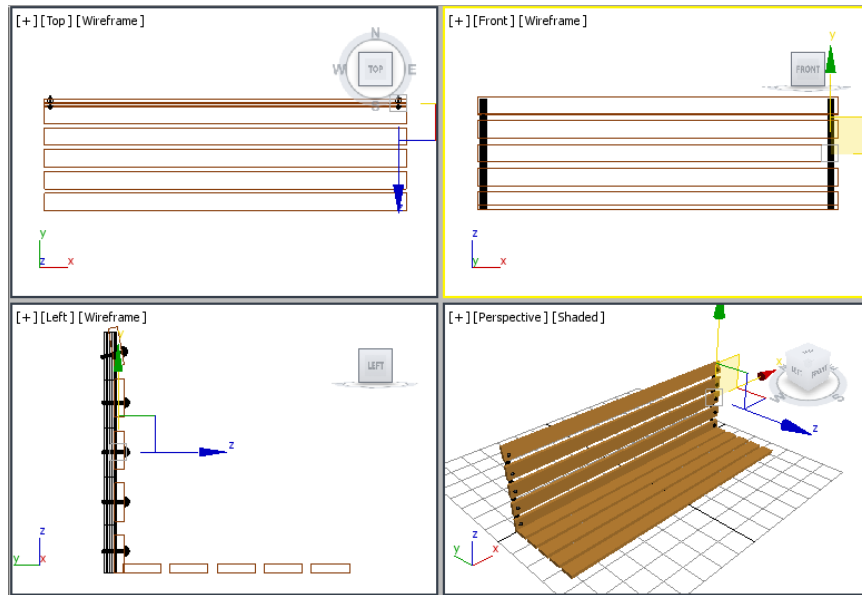 [+] [Top] [Wireframe]
N
W TOP E
S
y
z x
[+] [Front] [Wireframe]
FRONT
y
z
y x
[+] [Left] [Wireframe]
LEFT
y
z
z
y x
[+] [Perspective] [Shaded]
x
W
S
z
z
y x